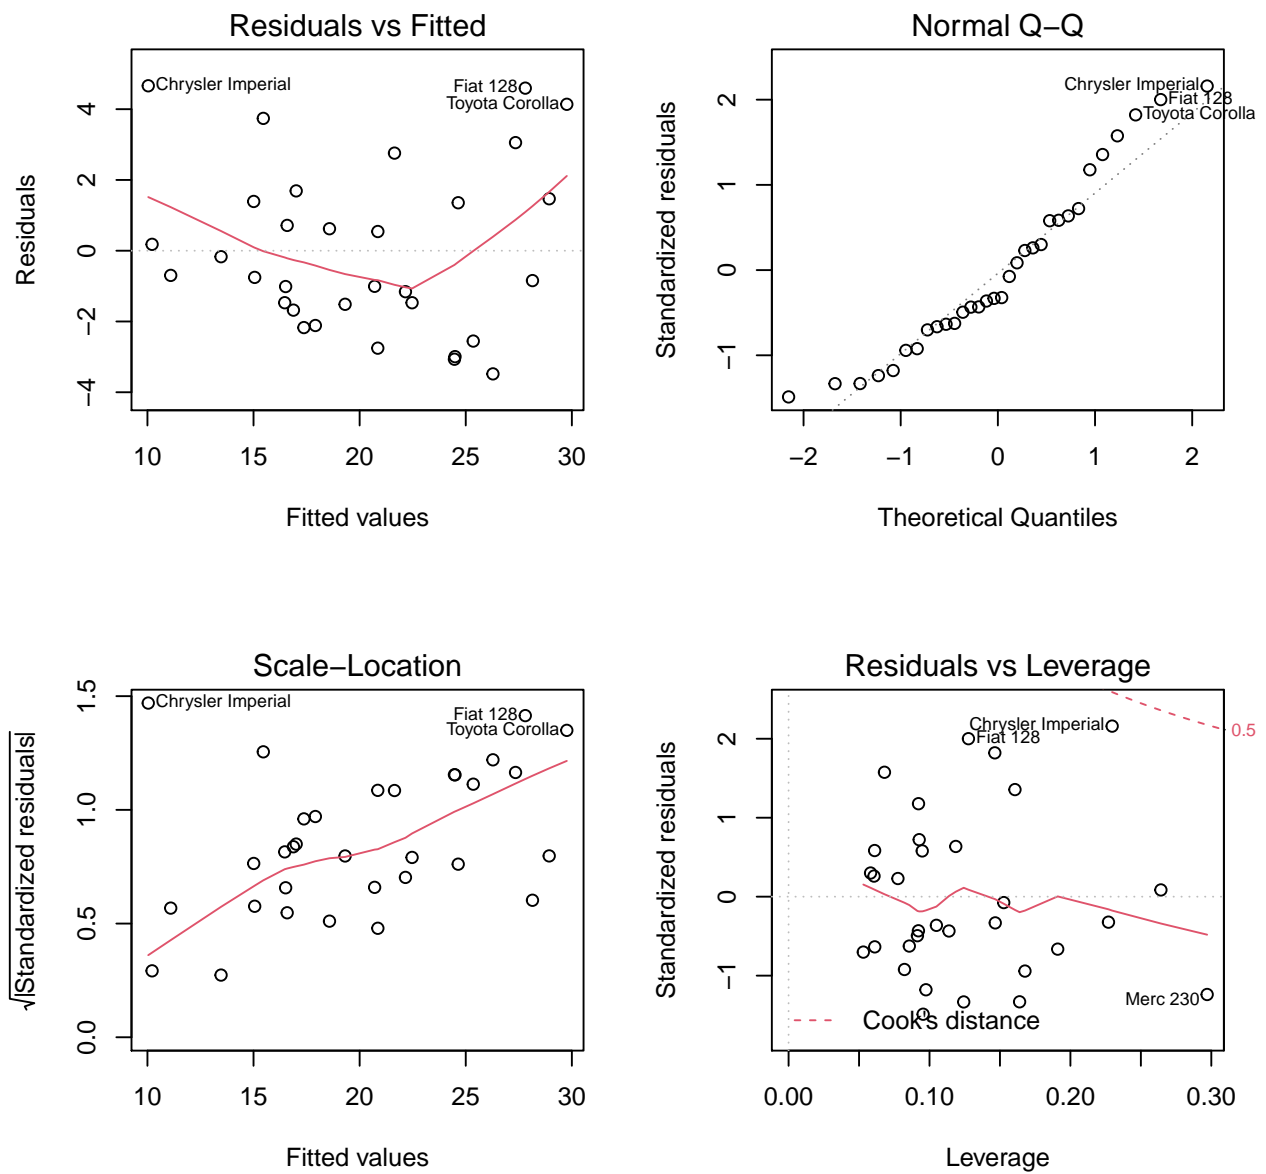 Residuals vs Fitted
Residuals
4
2
0
−2
−4
Chrysler Imperial
Fiat 128
Toyota Corolla
10 15 20 25 30
Fitted values
Normal Q−Q
Standardized residuals
2
1
0
−1
Chrysler Imperial
Fiat 128
Toyota Corolla
−2 −1 0 1 2
Theoretical Quantiles
Scale−Location
√|Standardized residuals|
1.5
1.0
0.5
0.0
Chrysler Imperial
Fiat 128
Toyota Corolla
10 15 20 25 30
Fitted values
Residuals vs Leverage
Standardized residuals
2
1
0
−1
Chrysler Imperial
Fiat 128
0.5
Merc 230
Cook's distance
0.00 0.10 0.20 0.30
Leverage